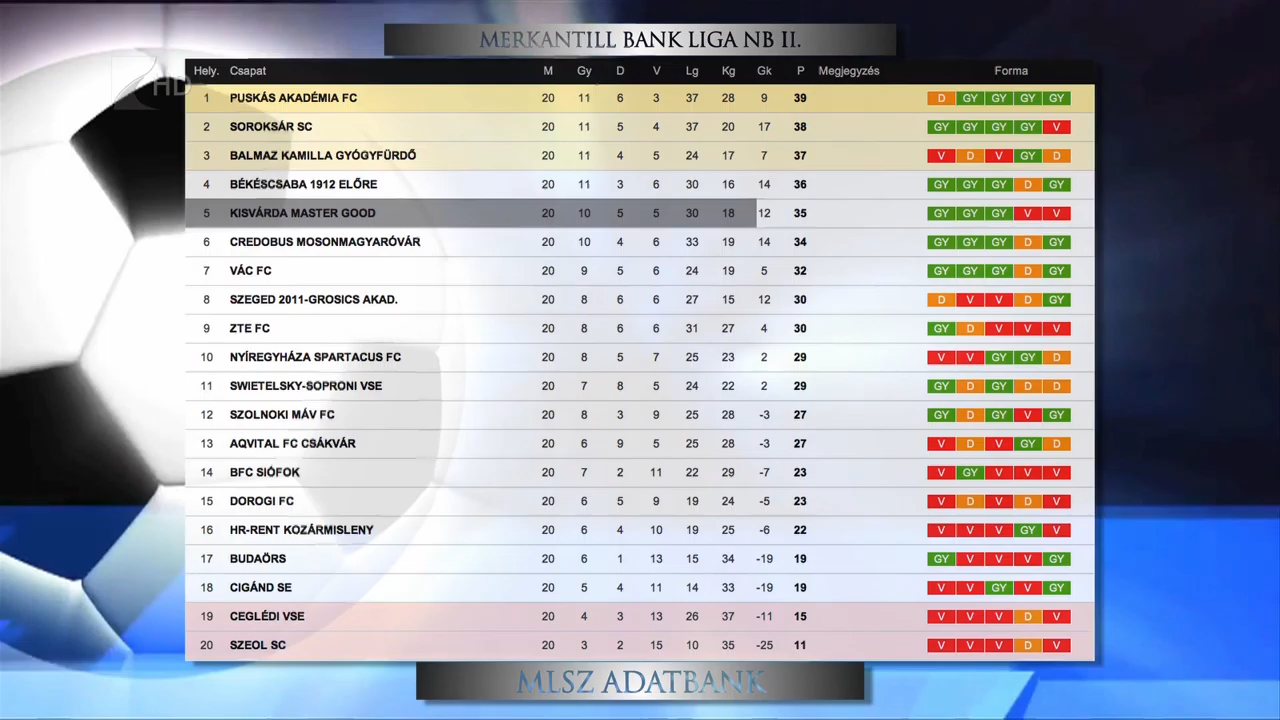 MERKANTILL BANK LIGA NB II.
HD
Hely. Csapat M Gy D V Lg Kg Gk P Megjegyzés Forma
1 PUSKÁS AKADÉMIA FC 20 11 6 3 37 28 9 39 D GY GY GY GY
2 SOROKSÁR SC 20 11 5 4 37 20 17 38 GY GY GY GY V
3 BALMAZ KAMILLA GYÓGYFÜRDŐ 20 11 4 5 24 17 7 37 V D V GY D
4 BÉKÉSCSABA 1912 ELŐRE 20 11 3 6 30 16 14 36 GY GY GY D GY
5 KISVÁRDA MASTER GOOD 20 10 5 5 30 18 12 35 GY GY GY V V
6 CREDOBUS MOSONMAGYARÓVÁR 20 10 4 6 33 19 14 34 GY GY GY D GY
7 VÁC FC 20 9 5 6 24 19 5 32 GY GY GY D GY
8 SZEGED 2011-GROSICS AKAD. 20 8 6 6 27 15 12 30 D V V D GY
9 ZTE FC 20 8 6 6 31 27 4 30 GY D V V V
10 NYÍREGYHÁZA SPARTACUS FC 20 8 5 7 25 23 2 29 V V GY GY D
11 SWIETELSKY-SOPRONI VSE 20 7 8 5 24 22 2 29 GY D GY D D
12 SZOLNOKI MÁV FC 20 8 3 9 25 28 -3 27 GY D GY V GY
13 AQVITAL FC CSÁKVÁR 20 6 9 5 25 28 -3 27 V D V GY D
14 BFC SIÓFOK 20 7 2 11 22 29 -7 23 V GY V V V
15 DOROGI FC 20 6 5 9 19 24 -5 23 V D V D V
16 HR-RENT KOZÁRMISLENY 20 6 4 10 19 25 -6 22 V V V GY V
17 BUDAÖRS 20 6 1 13 15 34 -19 19 GY V V V GY
18 CIGÁND SE 20 5 4 11 14 33 -19 19 V V GY V GY
19 CEGLÉDI VSE 20 4 3 13 26 37 -11 15 V V V D V
20 SZEOL SC 20 3 2 15 10 35 -25 11 V V V D V
MLSZ ADATBANK